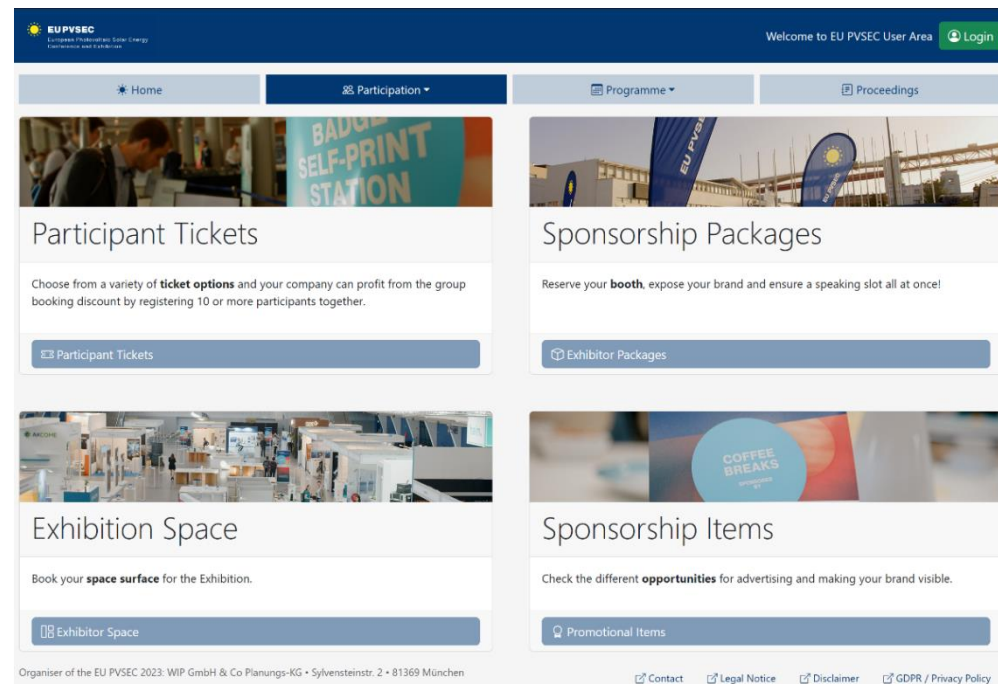 EU PVSEC
European Photovoltaic Solar Energy
Conference and Exhibition
Welcome to EU PVSEC User Area
Login
Home
Participation
Programme
Proceedings
BADGE
SELF-PRINT
STATION
EU PVSEC
Participant Tickets
Sponsorship Packages
Choose from a variety of ticket options and your company can profit from the group
booking discount by registering 10 or more participants together.
Reserve your booth, expose your brand and ensure a speaking slot all at once!
Participant Tickets
Exhibitor Packages
COFFEE
BREAKS
SPONSORED
BY
Exhibition Space
Sponsorship Items
Book your space surface for the Exhibition.
Check the different opportunities for advertising and making your brand visible.
Exhibitor Space
Promotional Items
Organiser of the EU PVSEC 2023: WIP GmbH & Co Planungs-KG • Sylvensteinstr. 2 • 81369 München
Contact
Legal Notice
Disclaimer
GDPR / Privacy Policy